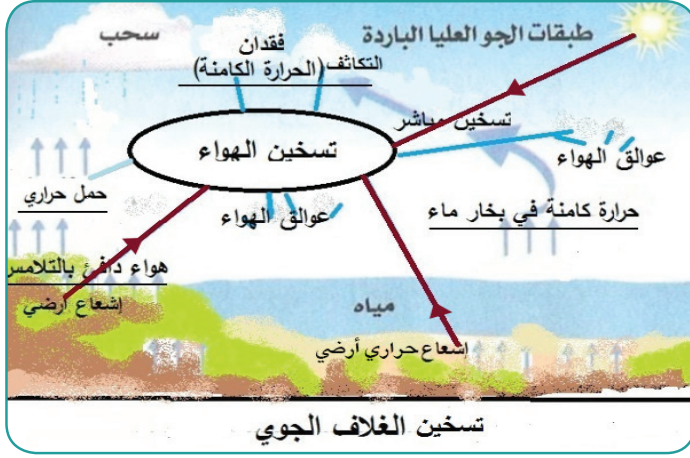 سحب
طبقات الجو العليا الباردة
فقدان
التكاثف (الحرارة الكامنة)
تسخين مباشر
تسخين الهواء
عوالق الهواء
حمل حراري
عوالق الهواء
حرارة كامنة في بخار ماء
هواء دافئ بالتلامس
إشعاع أرضي
مياه
إشعاع حراري أرضي
تسخين الغلاف الجوي